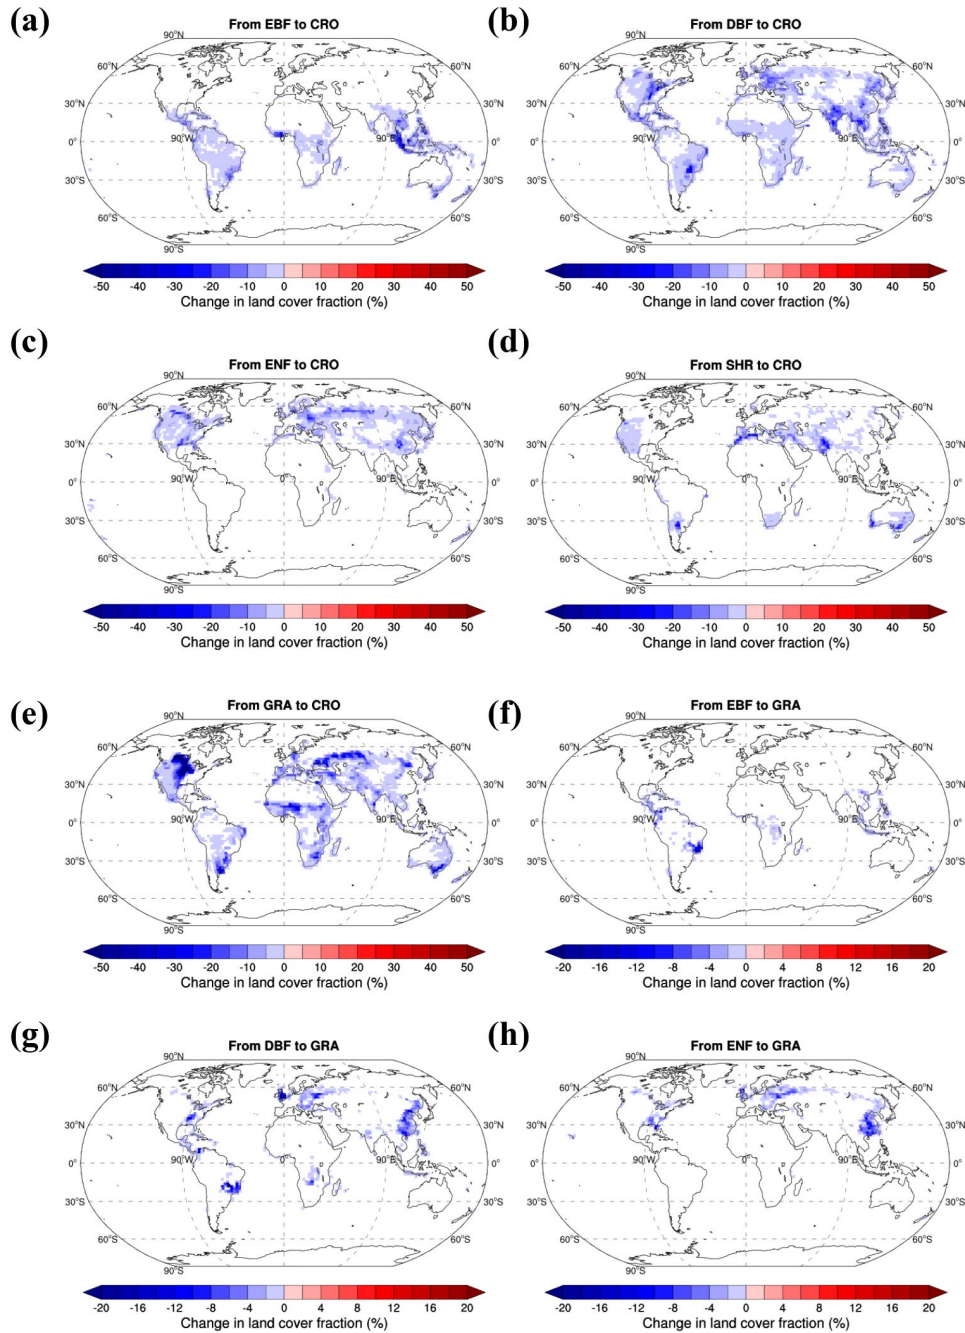 (a) (b)
From EBF to CRO From DBF to CRO
90°N 90°N
60°N 60°N 60°N 60°N
30°N 30°N 30°N 30°N
0° 90°W 90°E 0° 0° 90°W 90°E 0°
30°S 30°S 30°S 30°S
60°S 60°S 60°S 60°S
90°S 90°S
-50 -40 -30 -20 -10 0 10 20 30 40 50 -50 -40 -30 -20 -10 0 10 20 30 40 50
Change in land cover fraction (%) Change in land cover fraction (%)
(c) (d)
From ENF to CRO From SHR to CRO
90°N 90°N
60°N 60°N 60°N 60°N
30°N 30°N 30°N 30°N
0° 90°W 90°E 0° 0° 90°W 90°E 0°
30°S 30°S 30°S 30°S
60°S 60°S 60°S 60°S
90°S 90°S
-50 -40 -30 -20 -10 0 10 20 30 40 50 -50 -40 -30 -20 -10 0 10 20 30 40 50
Change in land cover fraction (%) Change in land cover fraction (%)
(e) (f)
From GRA to CRO From EBF to GRA
90°N 90°N
60°N 60°N 60°N 60°N
30°N 30°N 30°N 30°N
0° 90°W 90°E 0° 0° 90°W 90°E 0°
30°S 30°S 30°S 30°S
60°S 60°S 60°S 60°S
90°S 90°S
-50 -40 -30 -20 -10 0 10 20 30 40 50 -20 -16 -12 -8 -4 0 4 8 12 16 20
Change in land cover fraction (%) Change in land cover fraction (%)
(g) (h)
From DBF to GRA From ENF to GRA
90°N 90°N
60°N 60°N 60°N 60°N
30°N 30°N 30°N 30°N
0° 90°W 90°E 0° 0° 90°W 90°E 0°
30°S 30°S 30°S 30°S
60°S 60°S 60°S 60°S
90°S 90°S
-20 -16 -12 -8 -4 0 4 8 12 16 20 -20 -16 -12 -8 -4 0 4 8 12 16 20
Change in land cover fraction (%) Change in land cover fraction (%)